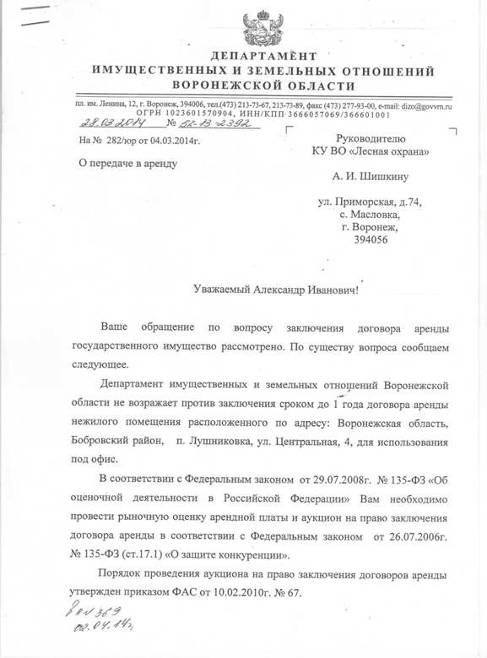 ДЕПАРТАМЕНТ
ИМУЩЕСТВЕННЫХ И ЗЕМЕЛЬНЫХ ОТНОШЕНИЙ
ВОРОНЕЖСКОЙ ОБЛАСТИ
пл. им. Ленина, 12, г. Воронеж, 394006, тел.(473) 213-73-67, 213-73-89, факс (473) 277-93-00, e-mail: dizo@govvrn.ru
ОГРН 1023601570904, ИНН/КПП 3666057069/366601001
28.03.2014 № 52-13-2392
На № 282/юр от 04.03.2014г.
О передаче в аренду
Руководителю
КУ ВО «Лесная охрана»
А. И. Шишкину
ул. Приморская, д.74,
с. Масловка,
г. Воронеж,
394056
Уважаемый Александр Иванович!
Ваше обращение по вопросу заключения договора аренды
государственного имущество рассмотрено. По существу вопроса сообщаем
следующее.
Департамент имущественных и земельных отношений Воронежской
области не возражает против заключения сроком до 1 года договора аренды
нежилого помещения расположенного по адресу: Воронежская область,
Бобровский район, п. Лушниковка, ул. Центральная, 4, для использования
под офис.
В соответствии с Федеральным законом от 29.07.2008г. № 135-ФЗ «Об
оценочной деятельности в Российской Федерации» Вам необходимо
провести рыночную оценку арендной платы и аукцион на право заключения
договора аренды в соответствии с Федеральным законом от 26.07.2006г.
№ 135-ФЗ (ст.17.1) «О защите конкуренции».
Порядок проведения аукциона на право заключения договоров аренды
утвержден приказом ФАС от 10.02.2010г. № 67.
369
02.04.14г.